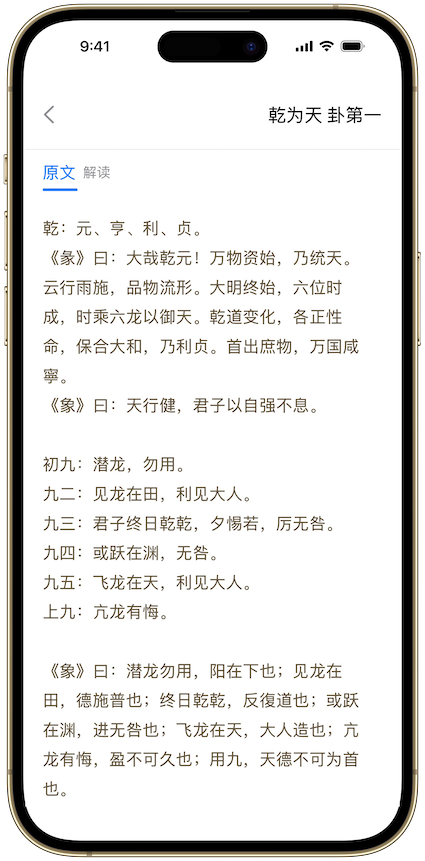 9:41
乾为天 卦第一
原文 解读
乾：元、亨、利、贞。
《彖》曰：大哉乾元！万物资始，乃统天。
云行雨施，品物流形。大明终始，六位时
成，时乘六龙以御天。乾道变化，各正性
命，保合大和，乃利贞。首出庶物，万国咸
寧。
《象》曰：天行健，君子以自强不息。
初九：潜龙，勿用。
九二：见龙在田，利见大人。
九三：君子终日乾乾，夕惕若，厉无咎。
九四：或跃在渊，无咎。
九五：飞龙在天，利见大人。
上九：亢龙有悔。
《象》曰：潜龙勿用，阳在下也；见龙在
田，德施普也；终日乾乾，反復道也；或跃
在渊，进无咎也；飞龙在天，大人造也；亢
龙有悔，盈不可久也；用九，天德不可为首
也。